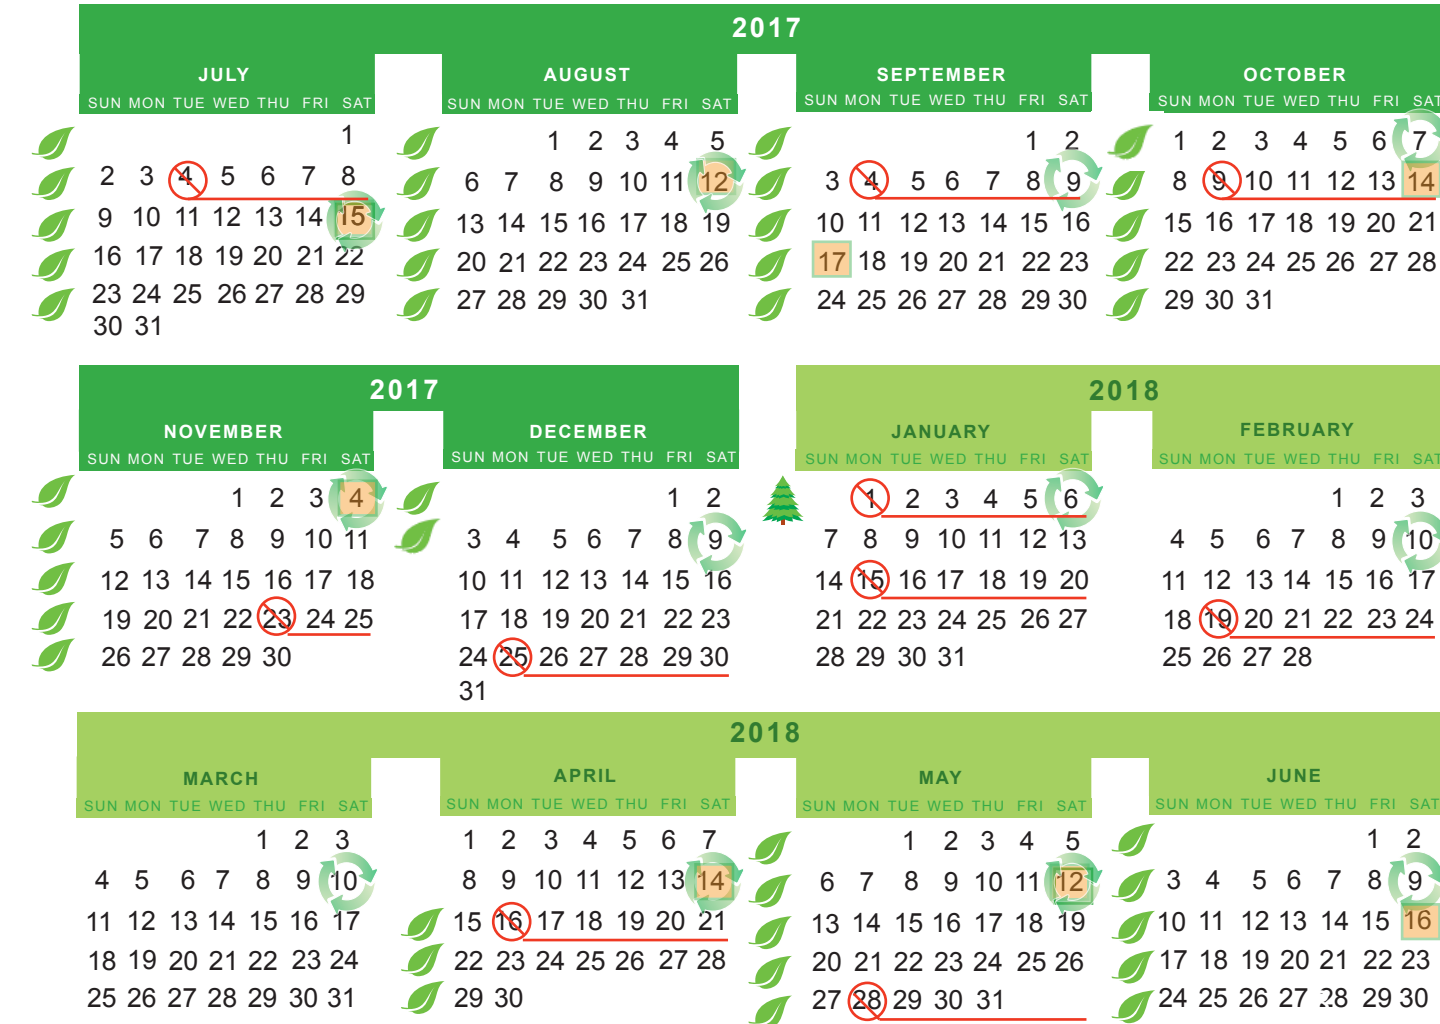 2017
JULY
SUN MON TUE WED THU FRI SAT
1
2 3 4 5 6 7 8
9 10 11 12 13 14 15
16 17 18 19 20 21 22
23 24 25 26 27 28 29
30 31
AUGUST
SUN MON TUE WED THU FRI SAT
1 2 3 4 5
6 7 8 9 10 11 12
13 14 15 16 17 18 19
20 21 22 23 24 25 26
27 28 29 30 31
SEPTEMBER
SUN MON TUE WED THU FRI SAT
1 2
3 4 5 6 7 8 9
10 11 12 13 14 15 16
17 18 19 20 21 22 23
24 25 26 27 28 29 30
OCTOBER
SUN MON TUE WED THU FRI SAT
1 2 3 4 5 6 7
8 9 10 11 12 13 14
15 16 17 18 19 20 21
22 23 24 25 26 27 28
29 30 31
2017
NOVEMBER
SUN MON TUE WED THU FRI SAT
1 2 3 4
5 6 7 8 9 10 11
12 13 14 15 16 17 18
19 20 21 22 23 24 25
26 27 28 29 30
DECEMBER
SUN MON TUE WED THU FRI SAT
1 2
3 4 5 6 7 8 9
10 11 12 13 14 15 16
17 18 19 20 21 22 23
24 25 26 27 28 29 30
31
2018
JANUARY
SUN MON TUE WED THU FRI SAT
1 2 3 4 5 6
7 8 9 10 11 12 13
14 15 16 17 18 19 20
21 22 23 24 25 26 27
28 29 30 31
FEBRUARY
SUN MON TUE WED THU FRI SAT
1 2 3
4 5 6 7 8 9 10
11 12 13 14 15 16 17
18 19 20 21 22 23 24
25 26 27 28
2018
MARCH
SUN MON TUE WED THU FRI SAT
1 2 3
4 5 6 7 8 9 10
11 12 13 14 15 16 17
18 19 20 21 22 23 24
25 26 27 28 29 30 31
APRIL
SUN MON TUE WED THU FRI SAT
1 2 3 4 5 6 7
8 9 10 11 12 13 14
15 16 17 18 19 20 21
22 23 24 25 26 27 28
29 30
MAY
SUN MON TUE WED THU FRI SAT
1 2 3 4 5
6 7 8 9 10 11 12
13 14 15 16 17 18 19
20 21 22 23 24 25 26
27 28 29 30 31
JUNE
SUN MON TUE WED THU FRI SAT
1 2
3 4 5 6 7 8 9
10 11 12 13 14 15 16
17 18 19 20 21 22 23
24 25 26 27 28 29 30